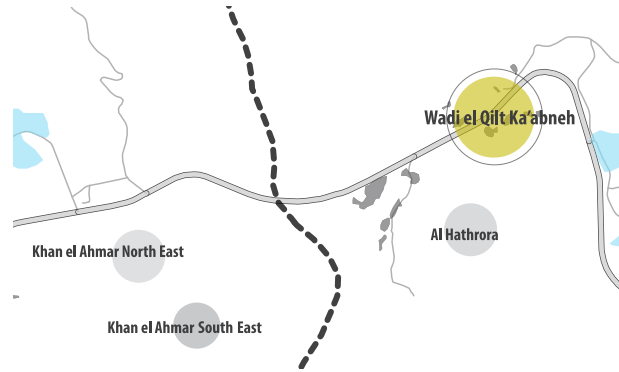 Wadi el Qilt Ka'abneh
Al Hathrora
Khan el Ahmar North East
Khan el Ahmar South East